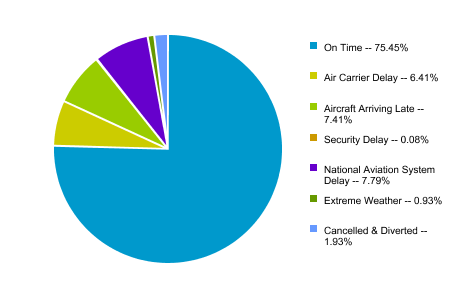 On Time -- 75.45%
Air Carrier Delay -- 6.41%
Aircraft Arriving Late --
7.41%
Security Delay -- 0.08%
National Aviation System
Delay -- 7.79%
Extreme Weather -- 0.93%
Cancelled & Diverted --
1.93%